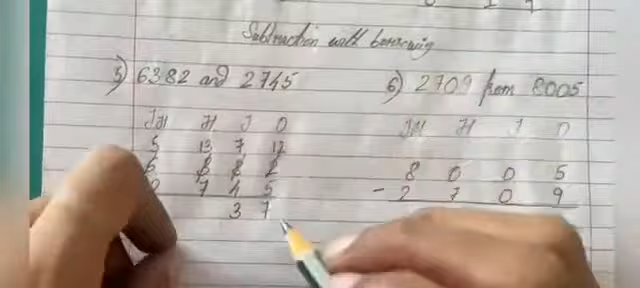 Subtraction with borrowing
5) 6382 and 2745
6) 2709 from 8005
TH H T O
5 13 7 12
6 3 8 2
7 4 5
3 7
TH H T O
8 0 0 5
- 2 7 0 9